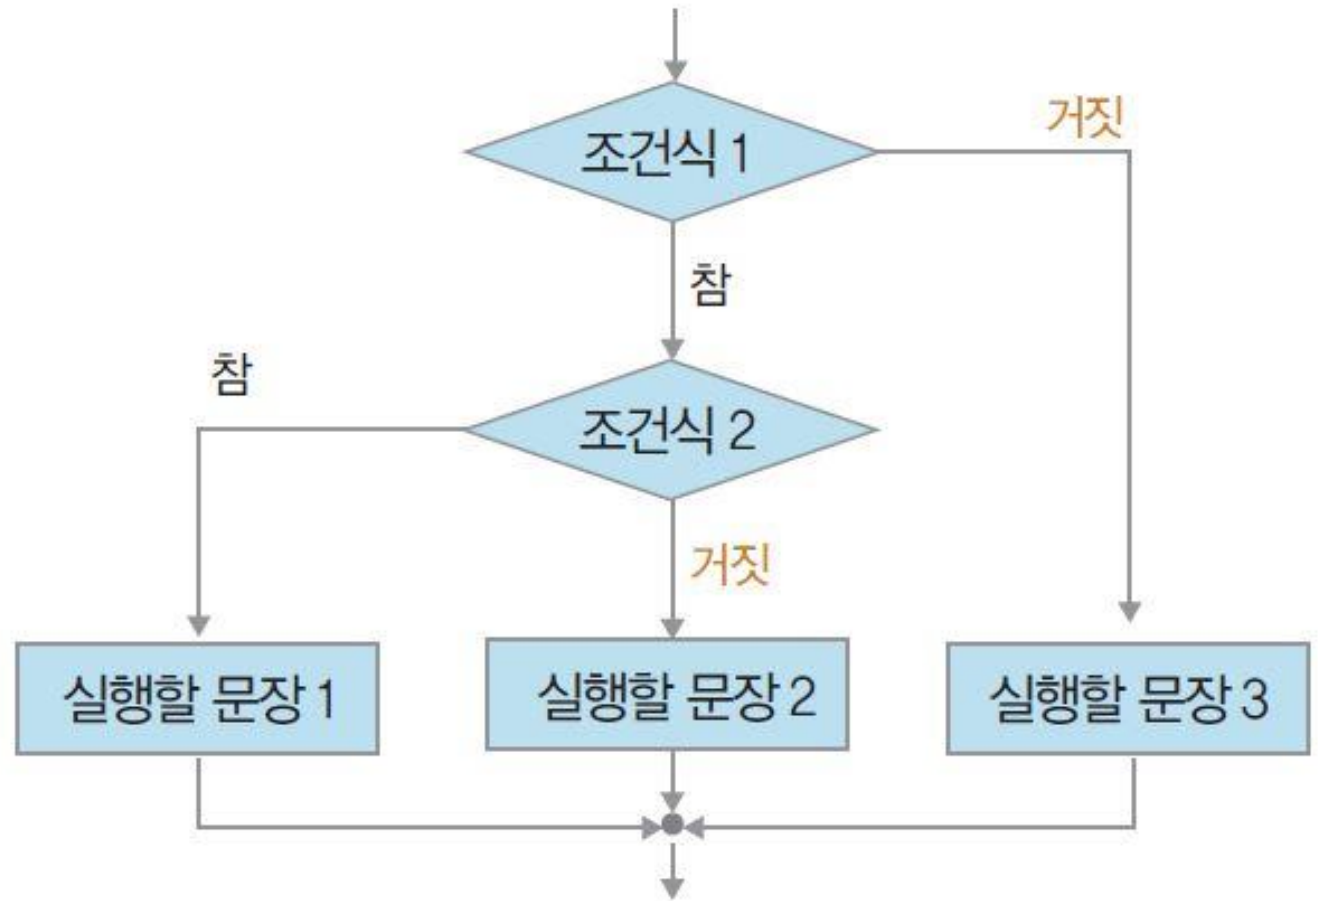 거짓
조건식 1
참
참
조건식 2
거짓
실행할 문장 1
실행할 문장 2
실행할 문장 3